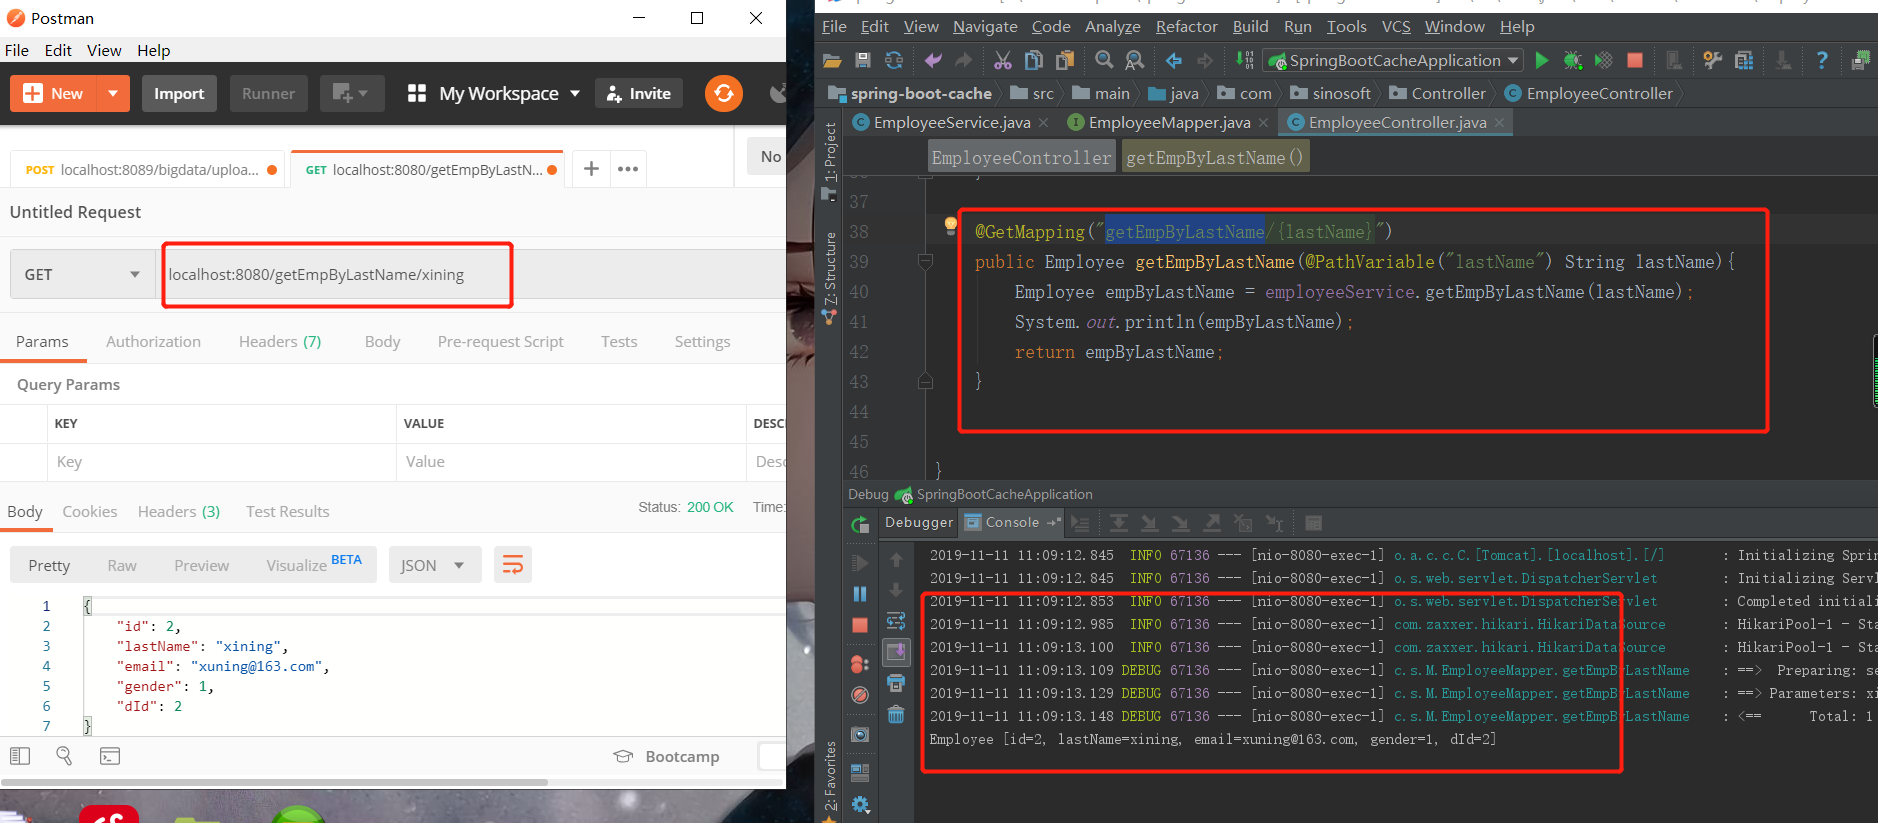 Postman
File Edit View Help
New Import Runner My Workspace Invite
POST localhost:8089/bigdata/uploa... GET localhost:8080/getEmpByLastN... + ••• No
Untitled Request
GET localhost:8080/getEmpByLastName/xining
Params Authorization Headers (7) Body Pre-request Script Tests Settings
Query Params
KEY VALUE DESC
Key Value Desc
Body Cookies Headers (3) Test Results Status: 200 OK Time:
Pretty Raw Preview Visualize BETA JSON
1 {
2 "id": 2,
3 "lastName": "xining",
4 "email": "xuning@163.com",
5 "gender": 1,
6 "dId": 2
7 }
Bootcamp
File Edit View Navigate Code Analyze Refactor Build Run Tools VCS Window Help
SpringBootCacheApplication
spring-boot-cache src main java com sinosoft Controller EmployeeController
EmployeeService.java EmployeeMapper.java EmployeeController.java
1: Project
7: Structure
2: Favorites
EmployeeController getEmpByLastName()
}
37
38 @GetMapping("getEmpByLastName/{lastName}")
39 public Employee getEmpByLastName(@PathVariable("lastName") String lastName){
40 Employee empByLastName = employeeService.getEmpByLastName(lastName);
41 System.out.println(empByLastName);
42 return empByLastName;
43 }
44
45
46 }
Debug SpringBootCacheApplication
Debugger Console
2019-11-11 11:09:12.845 INFO 67136 --- [nio-8080-exec-1] o.a.c.c.C.[Tomcat].[localhost].[/] : Initializing Sprin
2019-11-11 11:09:12.845 INFO 67136 --- [nio-8080-exec-1] o.s.web.servlet.DispatcherServlet : Initializing Servl
2019-11-11 11:09:12.853 INFO 67136 --- [nio-8080-exec-1] o.s.web.servlet.DispatcherServlet : Completed initiali
2019-11-11 11:09:12.985 INFO 67136 --- [nio-8080-exec-1] com.zaxxer.hikari.HikariDataSource : HikariPool-1 - Sta
2019-11-11 11:09:13.100 INFO 67136 --- [nio-8080-exec-1] com.zaxxer.hikari.HikariDataSource : HikariPool-1 - Sta
2019-11-11 11:09:13.109 DEBUG 67136 --- [nio-8080-exec-1] c.s.M.EmployeeMapper.getEmpByLastName : ==> Preparing: se
2019-11-11 11:09:13.129 DEBUG 67136 --- [nio-8080-exec-1] c.s.M.EmployeeMapper.getEmpByLastName : ==> Parameters: xi
2019-11-11 11:09:13.148 DEBUG 67136 --- [nio-8080-exec-1] c.s.M.EmployeeMapper.getEmpByLastName : <== Total: 1
Employee [id=2, lastName=xining, email=xuning@163.com, gender=1, dId=2]